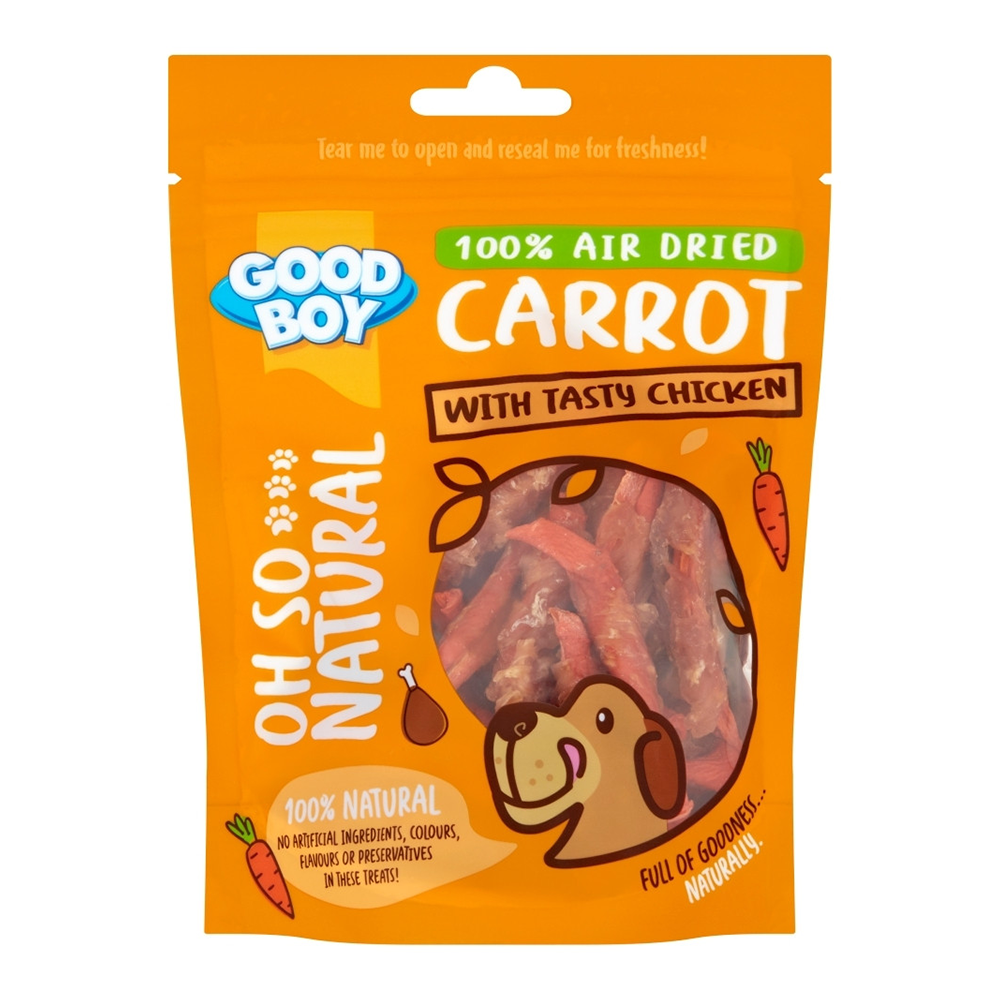 Tear me to open and reseal me for freshness!
GOOD
BOY
100% AIR DRIED
CARROT
WITH TASTY CHICKEN
OH SO
NATURAL
100% NATURAL
NO ARTIFICIAL INGREDIENTS, COLOURS,
FLAVOURS OR PRESERVATIVES
IN THESE TREATS!
FULL OF GOOODNESS...
NATURALLY.